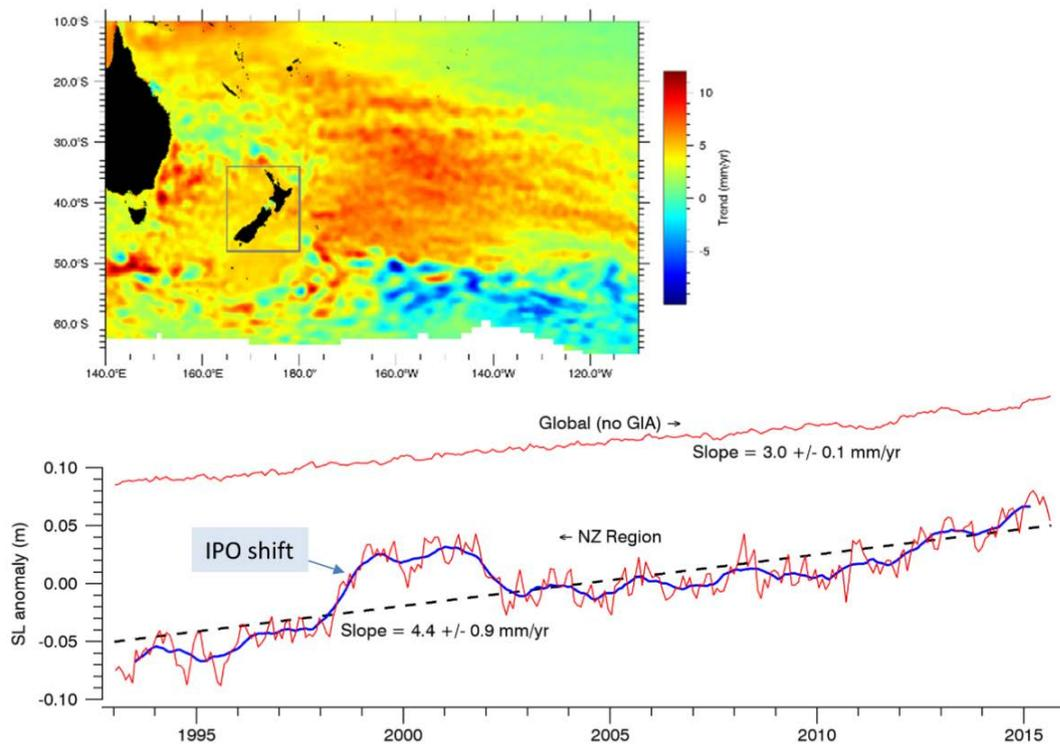 10.0°S
20.0°S
30.0°S
40.0°S
50.0°S
60.0°S
140.0°E 160.0°E 180.0° 160.0°W 140.0°W 120.0°W
10
5
0
-5
Trend (mm/yr)
Global (no GIA) →
Slope = 3.0 +/- 0.1 mm/yr
0.10
0.05
0.00
-0.05
-0.10
SL anomaly (m)
IPO shift
← NZ Region
Slope = 4.4 +/- 0.9 mm/yr
1995 2000 2005 2010 2015